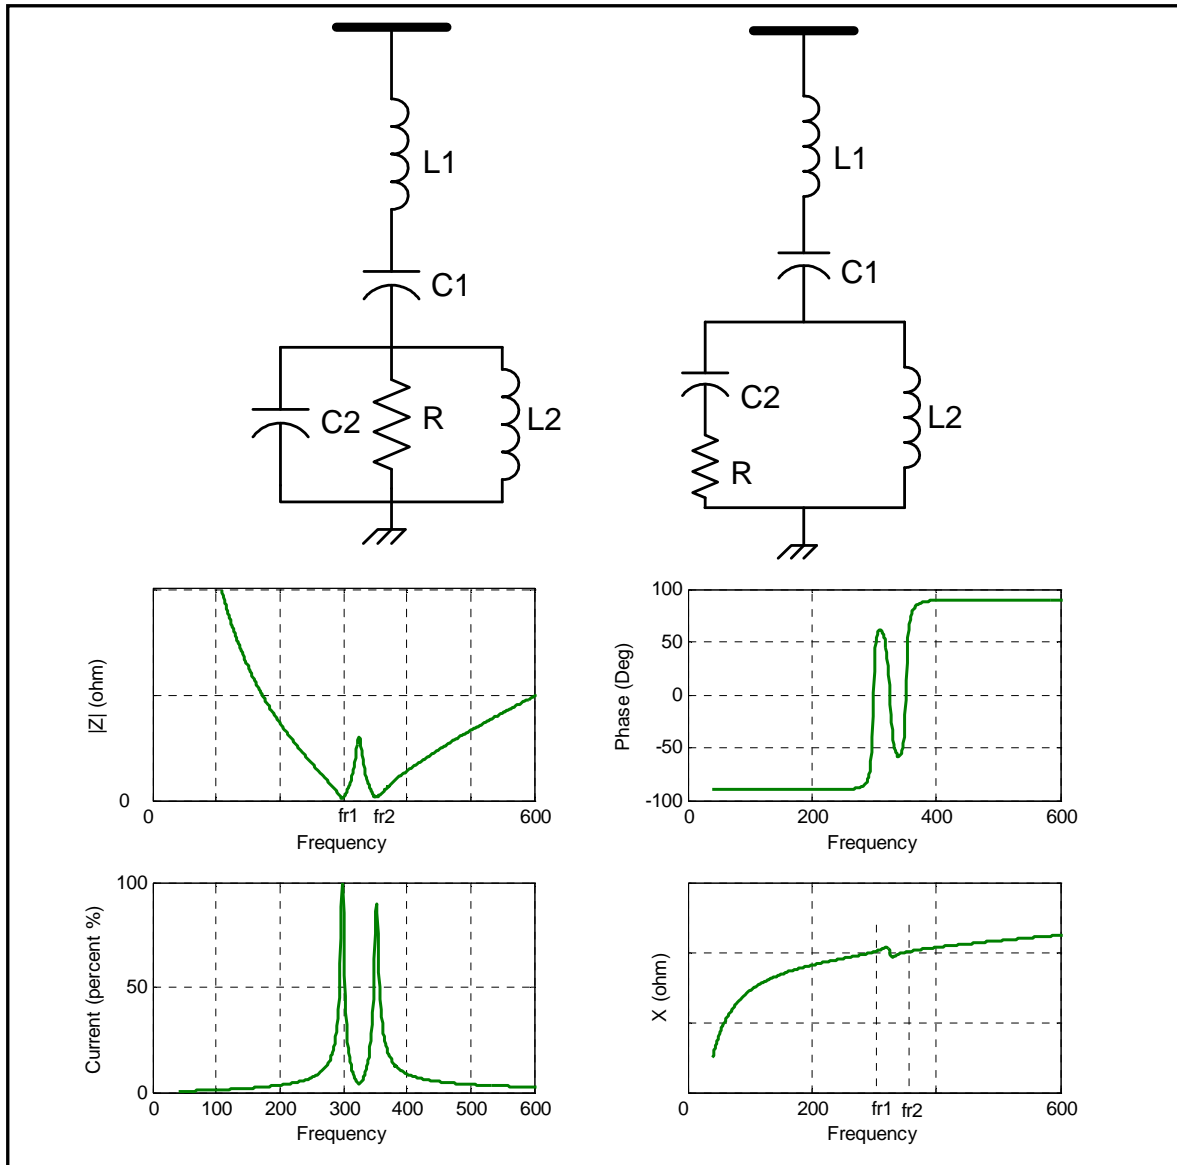 L1
C1
C2
R
L2
L1
C1
C2
R
L2
|Z| (ohm)
0
0
fr1
fr2
600
Frequency
Phase (Deg)
100
50
0
-50
-100
0
200
400
600
Frequency
Current (percent %)
100
50
0
0
100
200
300
400
500
600
Frequency
X (ohm)
0
200
fr1
fr2
400
600
Frequency